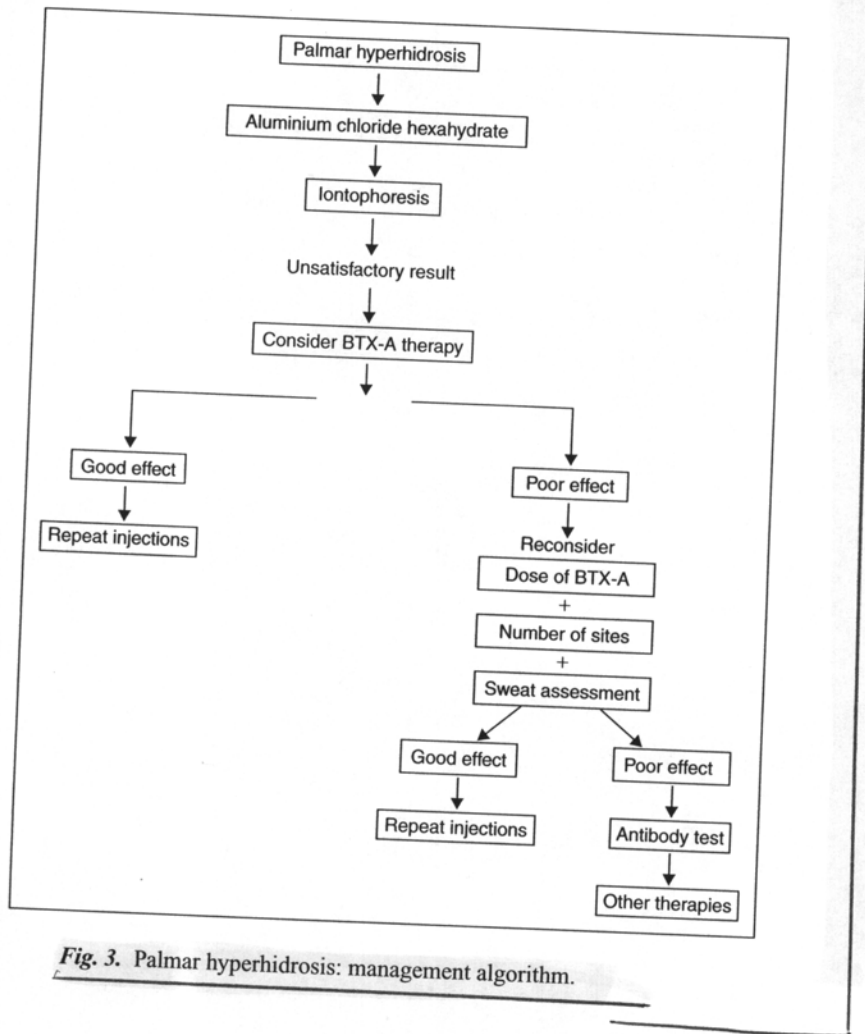 Palmar hyperhidrosis
Aluminium chloride hexahydrate
Iontophoresis
Unsatisfactory result
Consider BTX-A therapy
Good effect
Repeat injections
Poor effect
Reconsider
Dose of BTX-A
+
Number of sites
+
Sweat assessment
Good effect
Repeat injections
Poor effect
Antibody test
Other therapies
Fig. 3. Palmar hyperhidrosis: management algorithm.